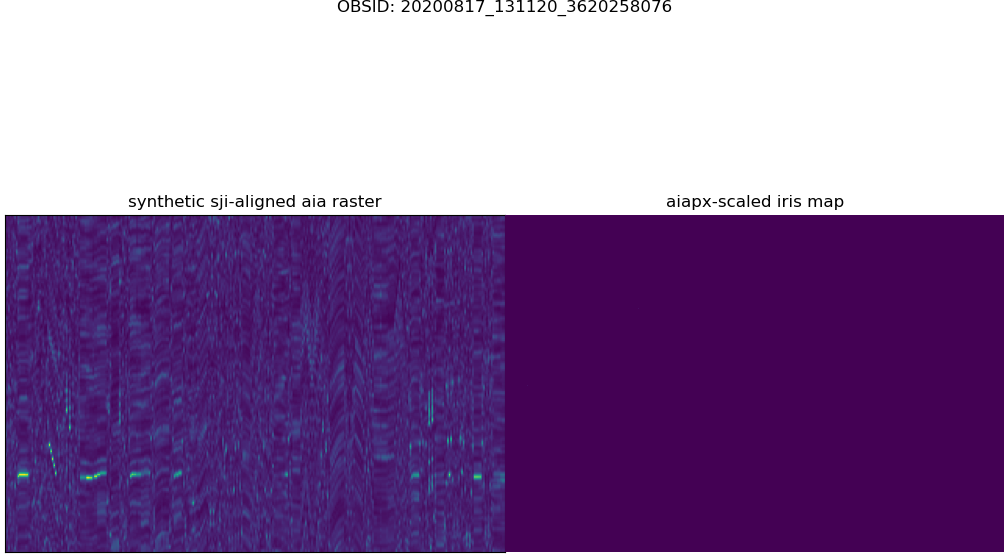 OBSID: 20200817_131120_3620258076
synthetic sji-aligned aia raster
aiapx-scaled iris map